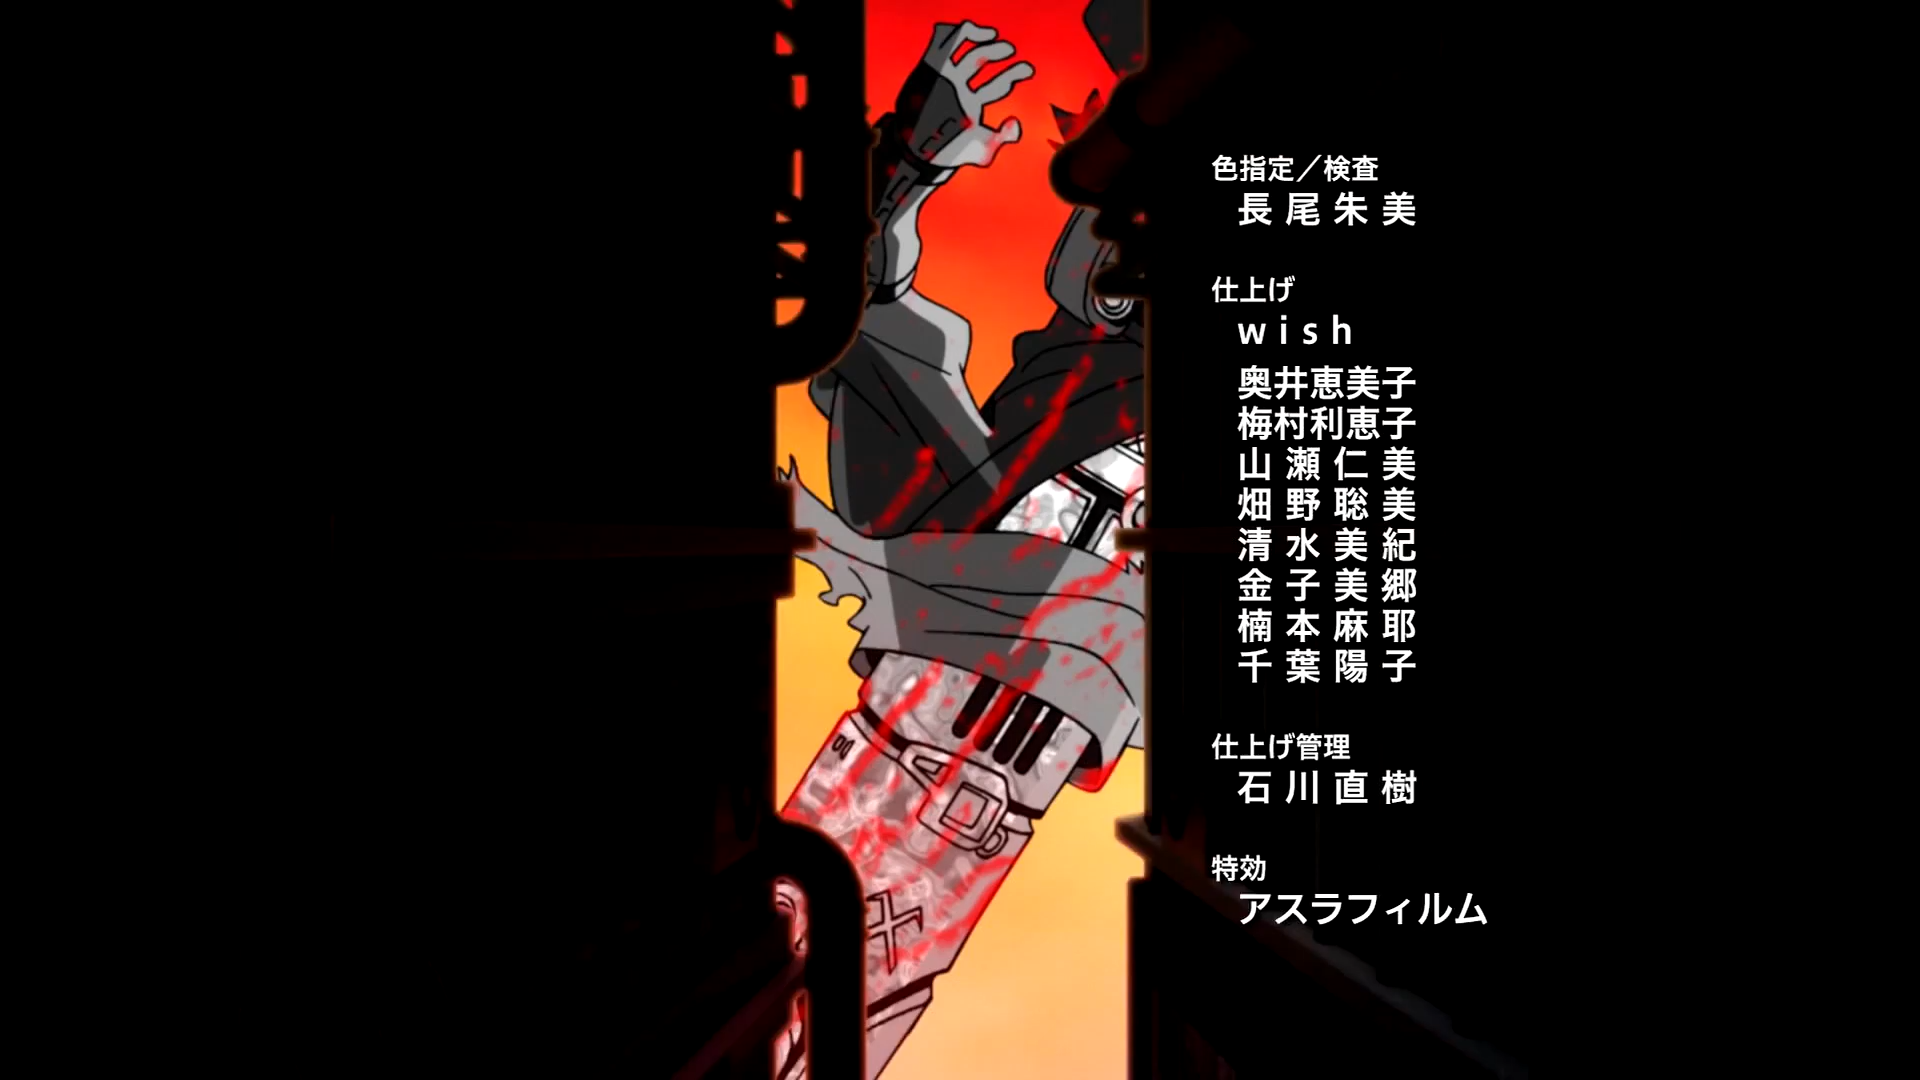 色指定／検査
長尾朱美
仕上げ
wish
奥井恵美子
梅村利恵子
山瀬仁美
畑野聡美
清水美紀
金子美郷
楠本麻耶
千葉陽子
仕上げ管理
石川直樹
特効
アスラフィルム